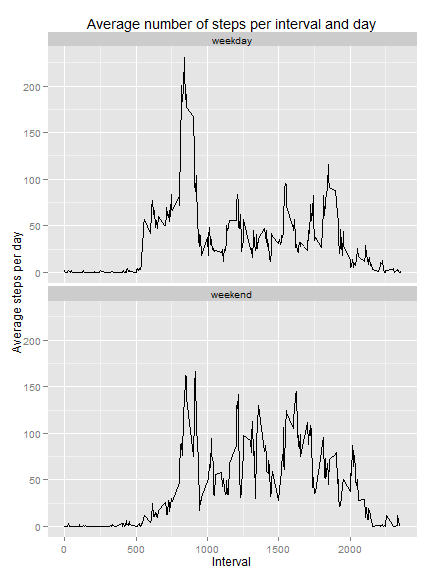 Average number of steps per interval and day
weekday
200
150
100
50
0
Average steps per day
weekend
200
150
100
50
0
0 500 1000 1500 2000
Interval